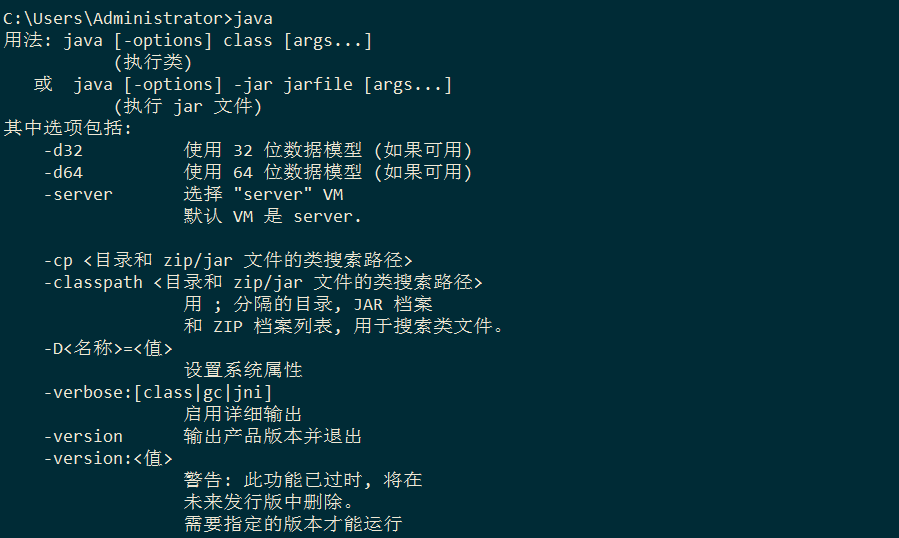 C:\Users\Administrator>java
用法: java [-options] class [args...]
(执行类)
或  java [-options] -jar jarfile [args...]
(执行 jar 文件)
其中选项包括:
-d32          使用 32 位数据模型 (如果可用)
-d64          使用 64 位数据模型 (如果可用)
-server       选择 "server" VM
默认 VM 是 server.
-cp <目录和 zip/jar 文件的类搜索路径>
-classpath <目录和 zip/jar 文件的类搜索路径>
用 ; 分隔的目录, JAR 档案
和 ZIP 档案列表, 用于搜索类文件。
-D<名称>=<值>
设置系统属性
-verbose:[class|gc|jni]
启用详细输出
-version      输出产品版本并退出
-version:<值>
警告: 此功能已过时, 将在
未来发行版中删除。
需要指定的版本才能运行